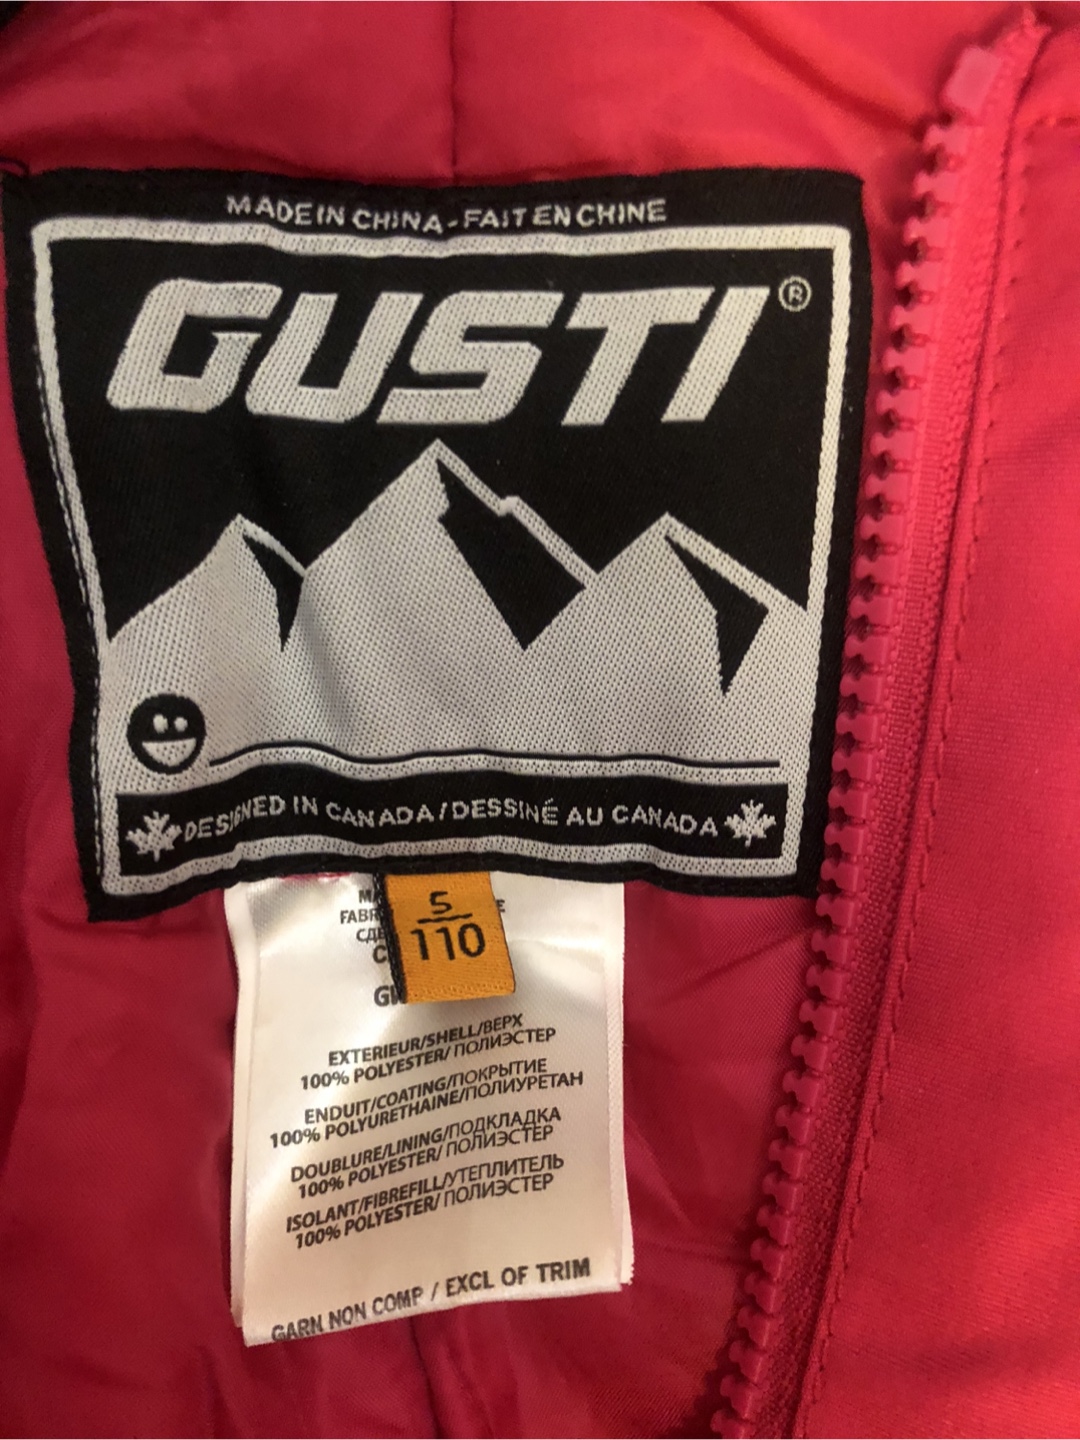 MADE IN CHINA - FAIT EN CHINE
GUSTI®
DESIGNED IN CANADA / DESSINÉ AU CANADA
5
110
EXTERIEUR/SHELL/ВЕРХ
100% POLYESTER/ ПОЛИЭСТЕР
ENDUIT/COATING/ПОКРЫТИЕ
100% POLYURETHAINE/ПОЛИУРЕТАН
DOUBLURE/LINING/ПОДКЛАДКА
100% POLYESTER/ ПОЛИЭСТЕР
ISOLANT/FIBREFILL/УТЕПЛИТЕЛЬ
100% POLYESTER/ ПОЛИЭСТЕР
GARN NON COMP / EXCL OF TRIM